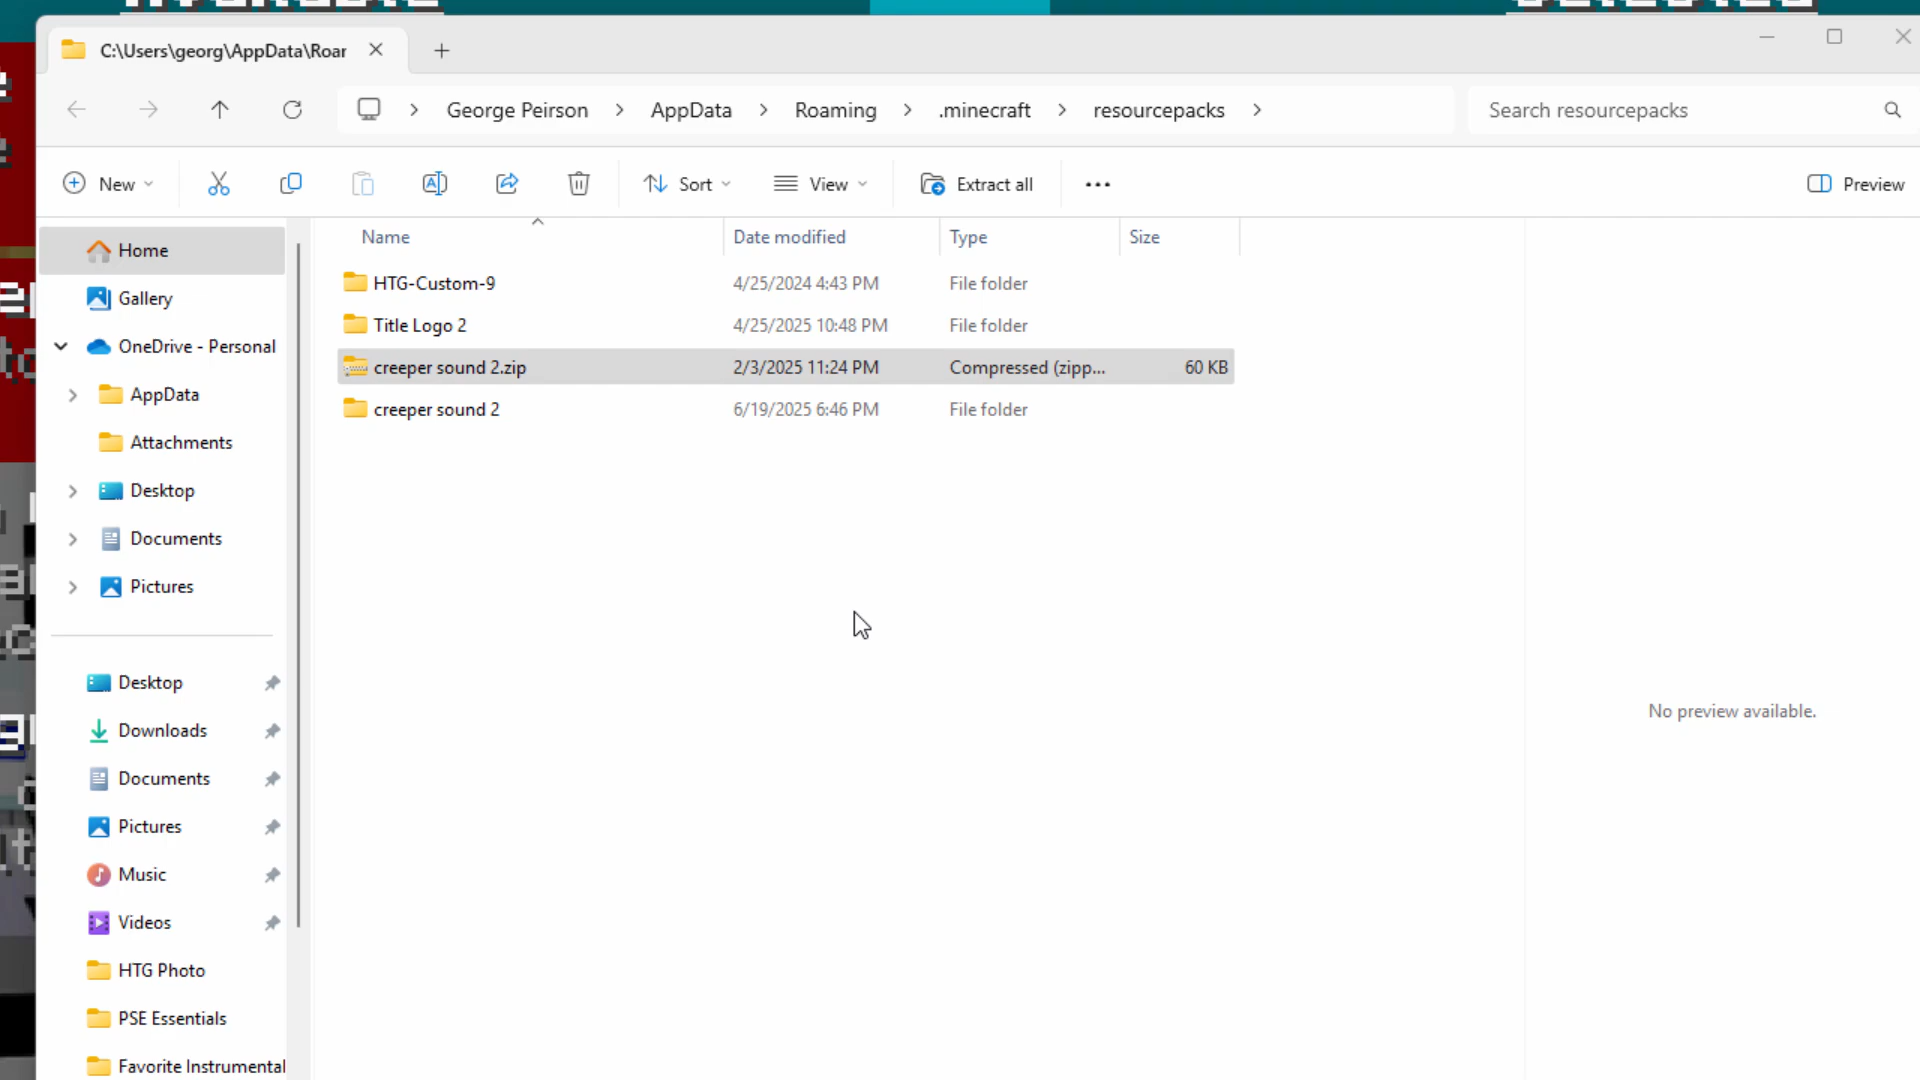 C:\Users\georg\AppData\Roar
George Peirson > AppData > Roaming > .minecraft > resourcepacks >
Search resourcepacks
New
Sort
View
Extract all
Preview
Name Date modified Type Size
HTG-Custom-9 4/25/2024 4:43 PM File folder
Title Logo 2 4/25/2025 10:48 PM File folder
creeper sound 2.zip 2/3/2025 11:24 PM Compressed (zipp... 60 KB
creeper sound 2 6/19/2025 6:46 PM File folder
Home
Gallery
OneDrive - Personal
AppData
Attachments
Desktop
Documents
Pictures
Desktop
Downloads
Documents
Pictures
Music
Videos
HTG Photo
PSE Essentials
Favorite Instrumental
No preview available.